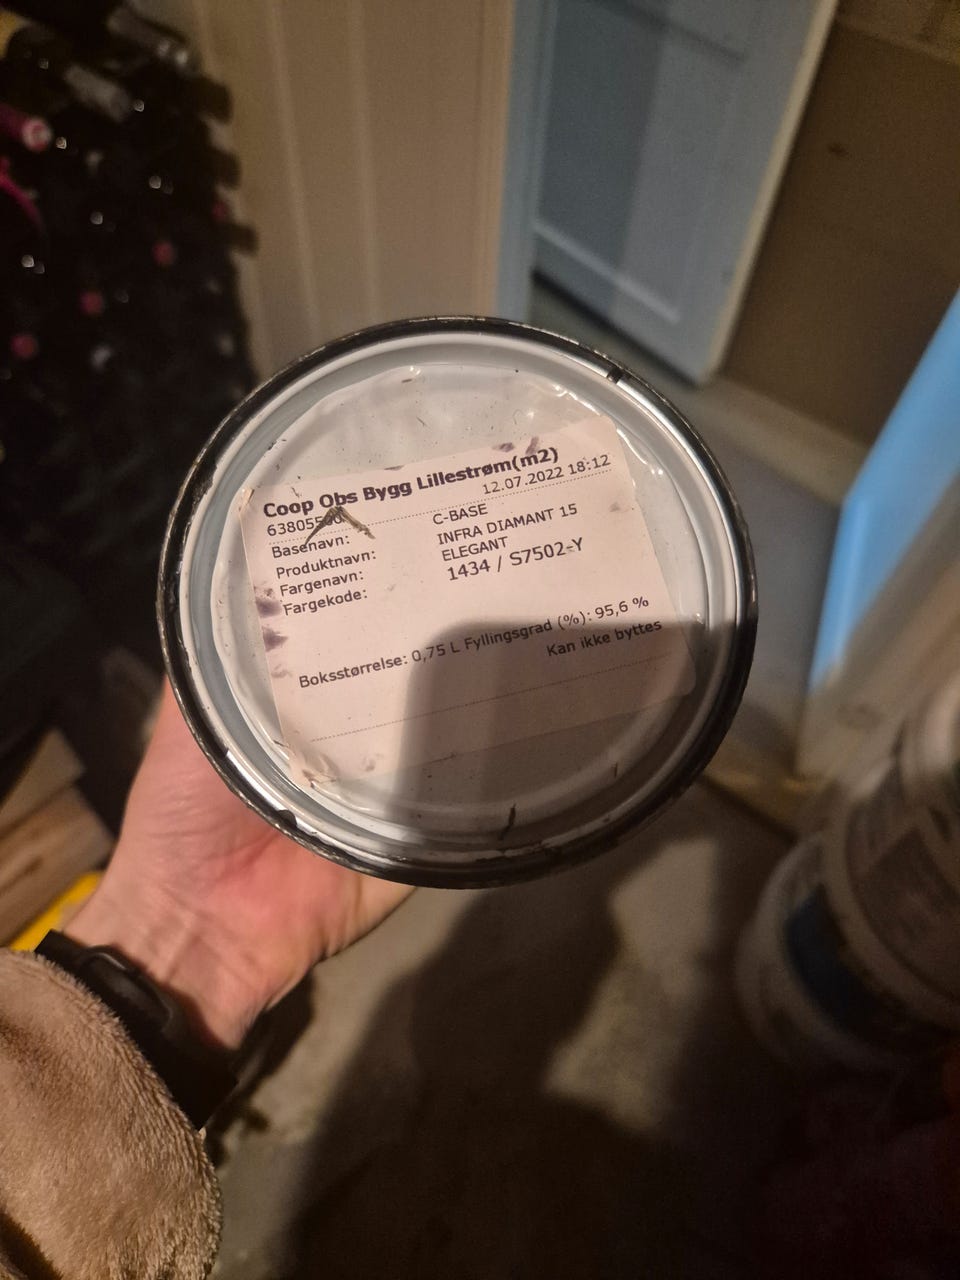 Coop Obs Bygg Lillestrøm(m2)
12.07.2022 18:12
Basenavn: C-BASE
Produktnavn: INFRA DIAMANT 15
Fargenavn: ELEGANT
Fargekode: 1434 / S7502-Y
Boksstørrelse: 0,75 L Fyllingsgrad (%): 95,6 %
Kan ikke byttes